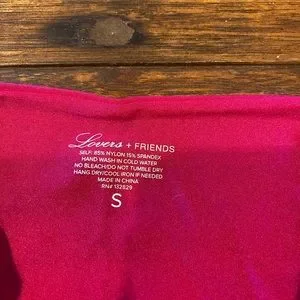 Lovers + FRIENDS
SELF: 85% NYLON 15% SPANDEX
HAND WASH IN COLD WATER
NO BLEACH/DO NOT TUMBLE DRY
HANG DRY/COOL IRON IF NEEDED
MADE IN CHINA
RN# 132829
S